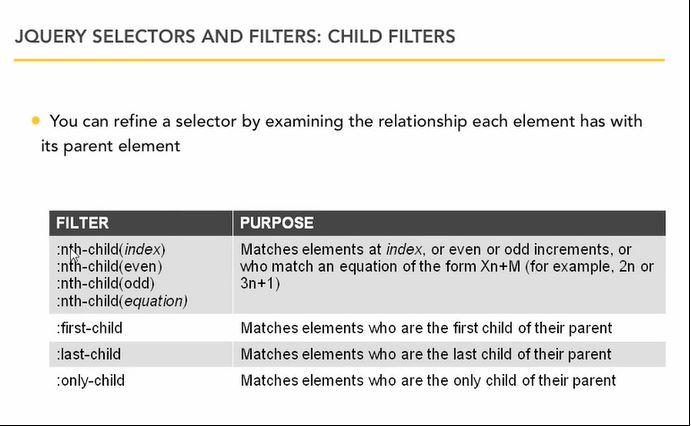 JQUERY SELECTORS AND FILTERS: CHILD FILTERS
You can refine a selector by examining the relationship each element has with
its parent element
FILTER PURPOSE
:nth-child(index) Matches elements at index, or even or odd increments, or
:nth-child(even) who match an equation of the form Xn+M (for example, 2n or
:nth-child(odd) 3n+1)
:nth-child(equation)
:first-child Matches elements who are the first child of their parent
:last-child Matches elements who are the last child of their parent
:only-child Matches elements who are the only child of their parent